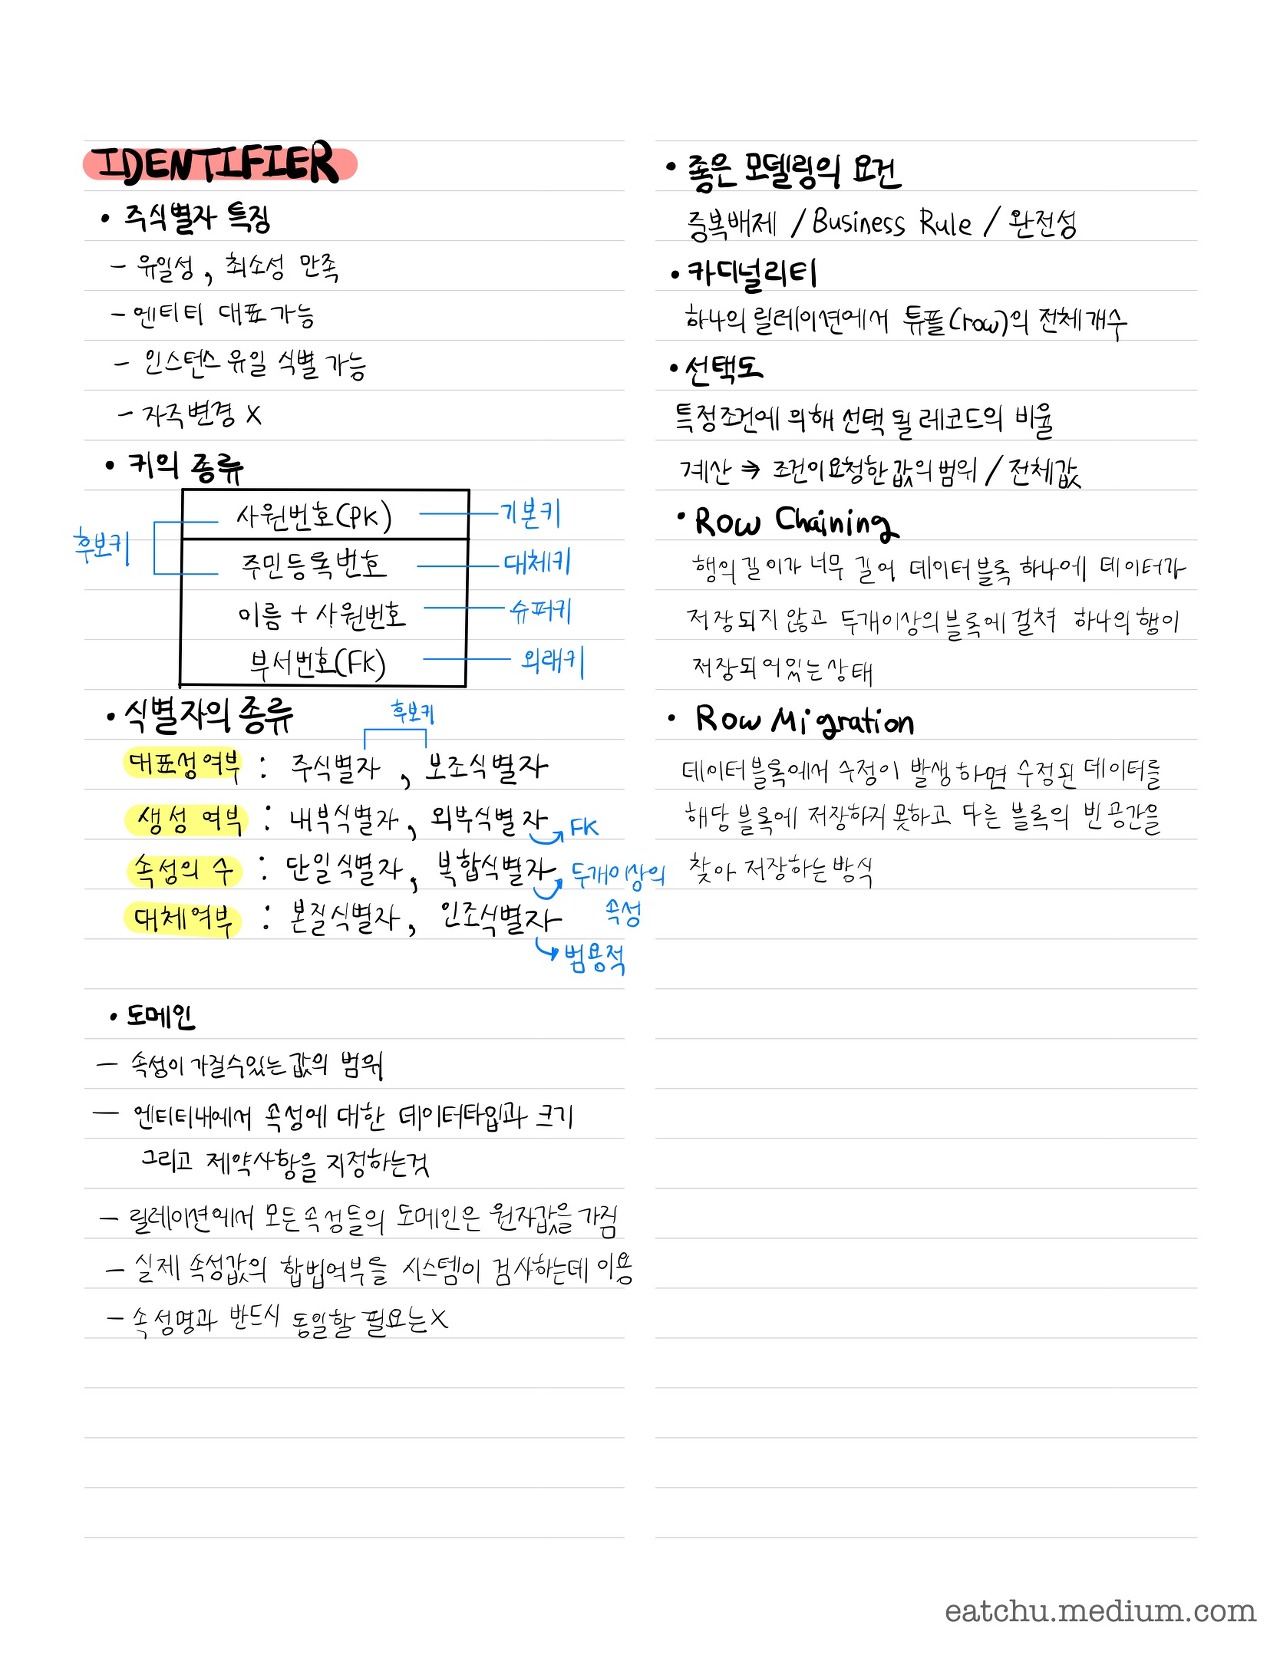 IDENTIFIER
• 주식별자 특징
- 유일성, 최소성 만족
- 엔티티 대표가능
- 인스턴스 유일 식별 가능
- 자주변경 X
• 키의 종류
후보키
사원번호(PK) 기본키
주민등록번호 대체키
이름 + 사원번호 슈퍼키
부서번호(FK) 외래키
• 식별자의 종류
후보키
대표성여부 : 주식별자, 보조식별자
생성 여부 : 내부식별자, 외부식별자
FK
속성의 수 : 단일식별자, 복합식별자
두개이상의
속성
대체여부 : 본질식별자, 인조식별자
범용적
• 도메인
- 속성이 가질수있는 값의 범위
- 엔티티내에서 속성에 대한 데이터타입과 크기
그리고 제약사항을 지정하는것
- 릴레이션에서 모든속성들의 도메인은 원자값을 가짐
- 실제 속성값의 합법여부를 시스템이 검사하는데 이용
- 속성명과 반드시 동일할 필요는X
• 좋은 모델링의 요건
중복배제 / Business Rule / 완전성
• 카디널리티
하나의 릴레이션에서 튜플(row)의 전체개수
• 선택도
특정조건에 의해 선택 될 레코드의 비율
계산 ⇒ 조건이요청한 값의 범위 / 전체값
• Row Chaining
행의 길이가 너무 길어 데이터블록 하나에 데이터가
저장되지 않고 두개이상의 블록에 걸쳐 하나의 행이
저장되어있는 상태
• Row Migration
데이터블록에서 수정이 발생하면 수정된 데이터를
해당 블록에 저장하지 못하고 다른 블록의 빈 공간을
찾아 저장하는 방식
eatchu.medium.com